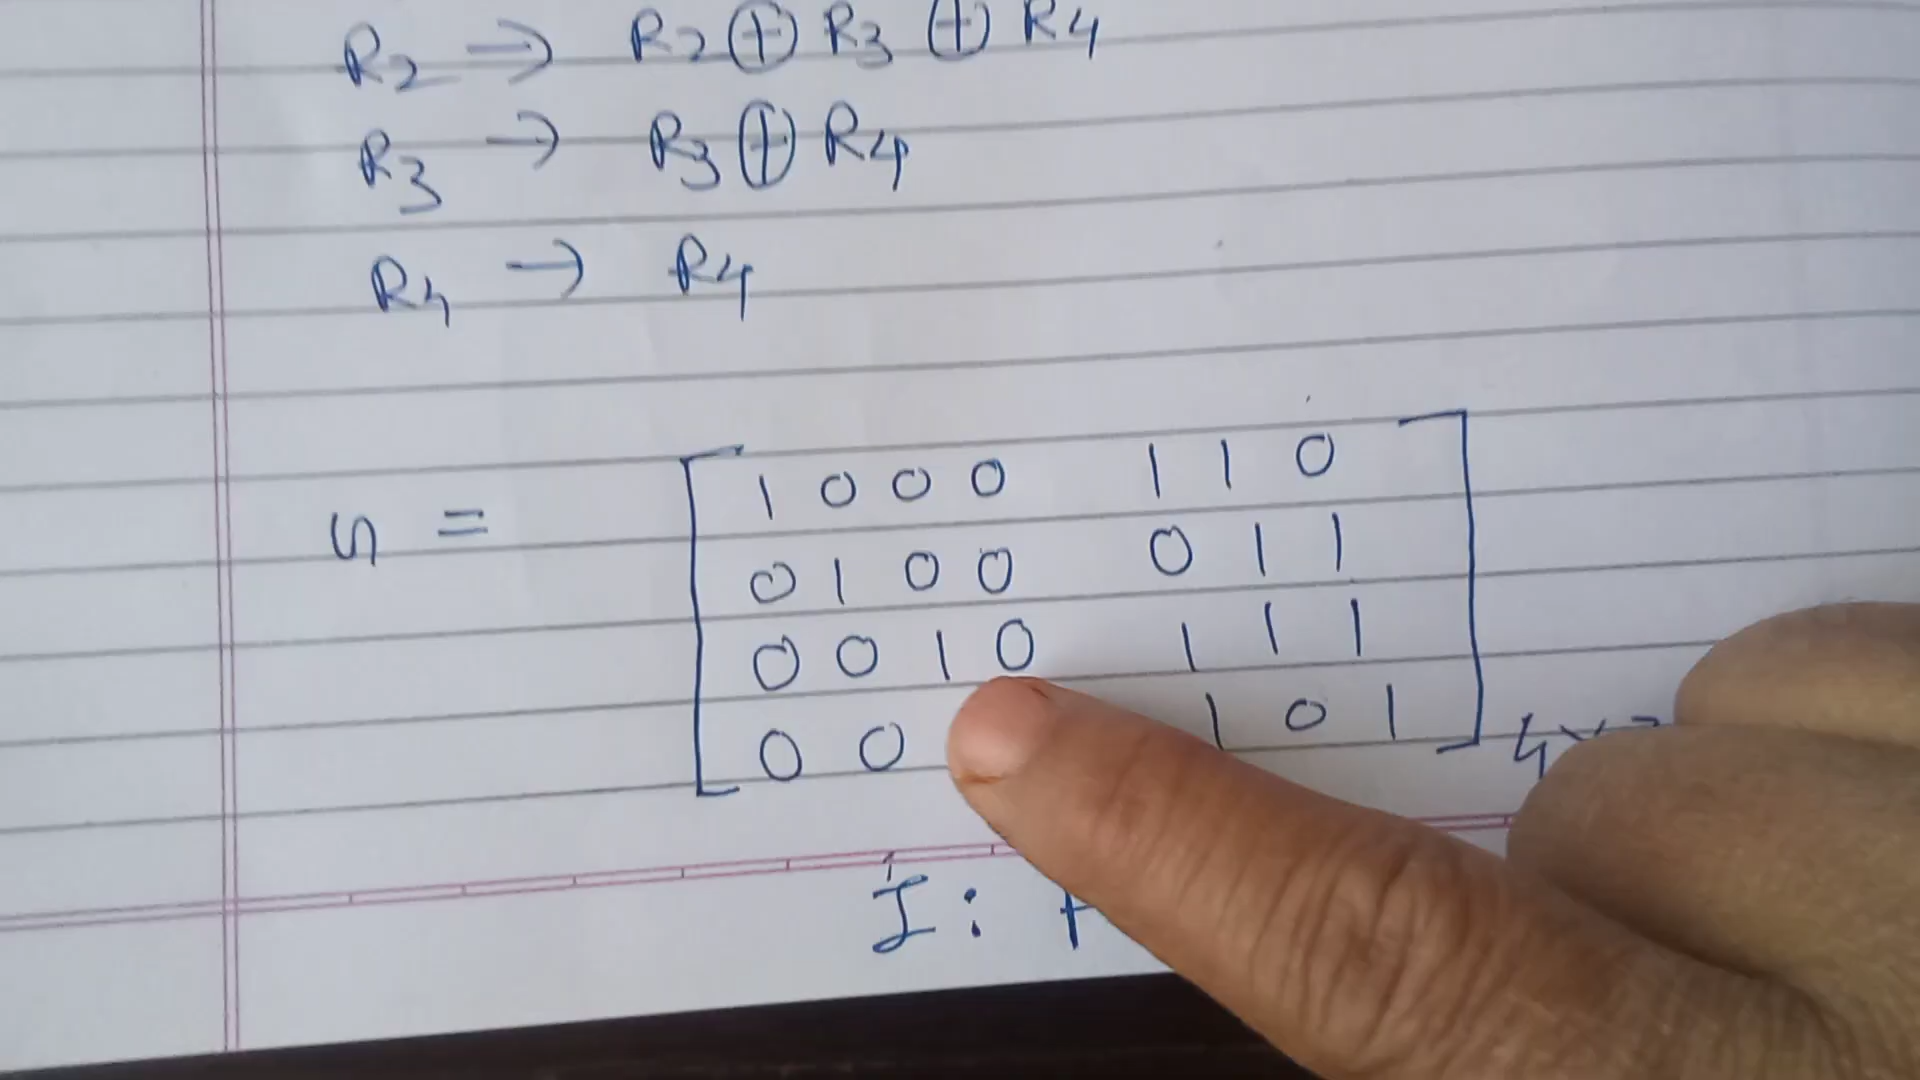 R2 → R2 ⊕ R3 ⊕ R4
R3 → R3 ⊕ R4
R4 → R4
S =
1 0 0 0 1 1 0
0 1 0 0 0 1 1
0 0 1 0 1 1 1
0 0 1 0 1
I :